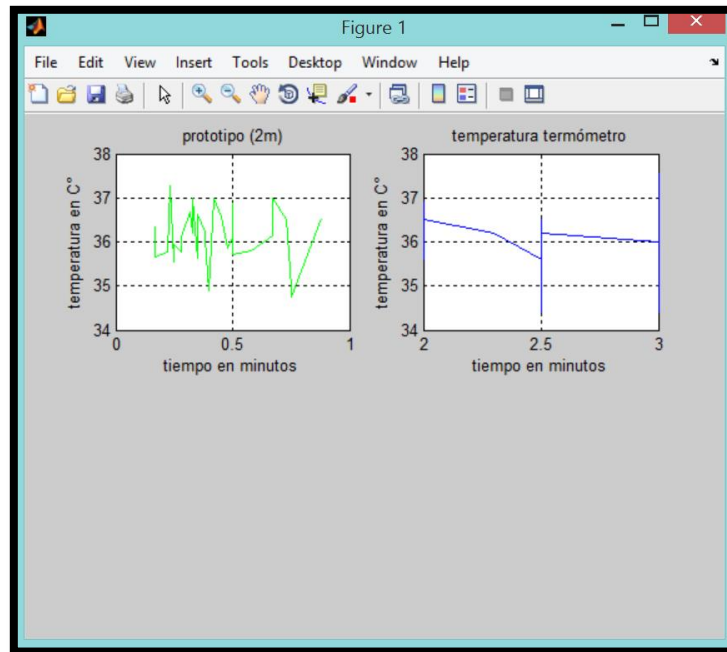 Figure 1
File Edit View Insert Tools Desktop Window Help
prototipo (2m)
temperatura en C°
38
37
36
35
34
0 0.5 1
tiempo en minutos
temperatura termómetro
temperatura en C°
38
37
36
35
34
2 2.5 3
tiempo en minutos